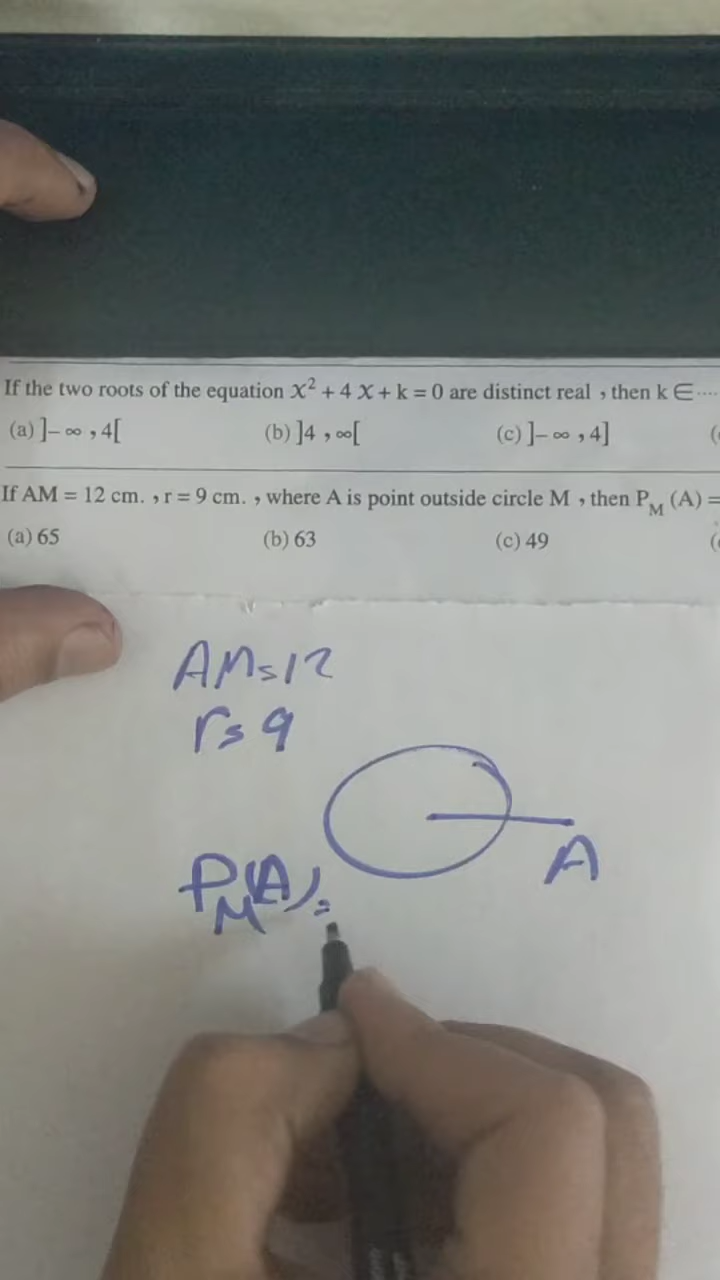 If the two roots of the equation x² + 4 x + k = 0 are distinct real , then k ∈ ....
(a) ]– ∞ , 4[ (b) ]4 , ∞[ (c) ]– ∞ , 4] (
If AM = 12 cm. , r = 9 cm. , where A is point outside circle M , then P_M (A) =
(a) 65 (b) 63 (c) 49 (
AM=12
r=9
A
P_M(A)=